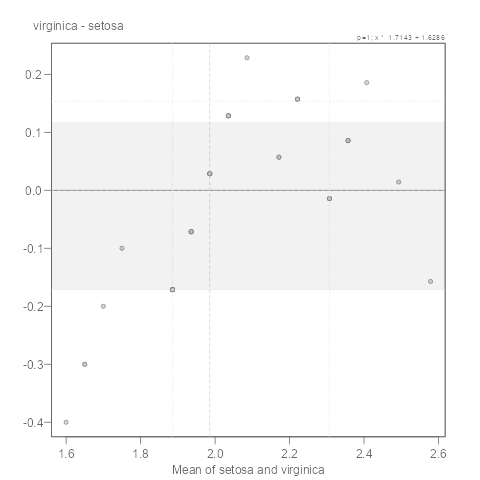 virginica - setosa
p=1; x * 1.7143 + 1.6286
0.2
0.1
0.0
-0.1
-0.2
-0.3
-0.4
1.6 1.8 2.0 2.2 2.4 2.6
Mean of setosa and virginica